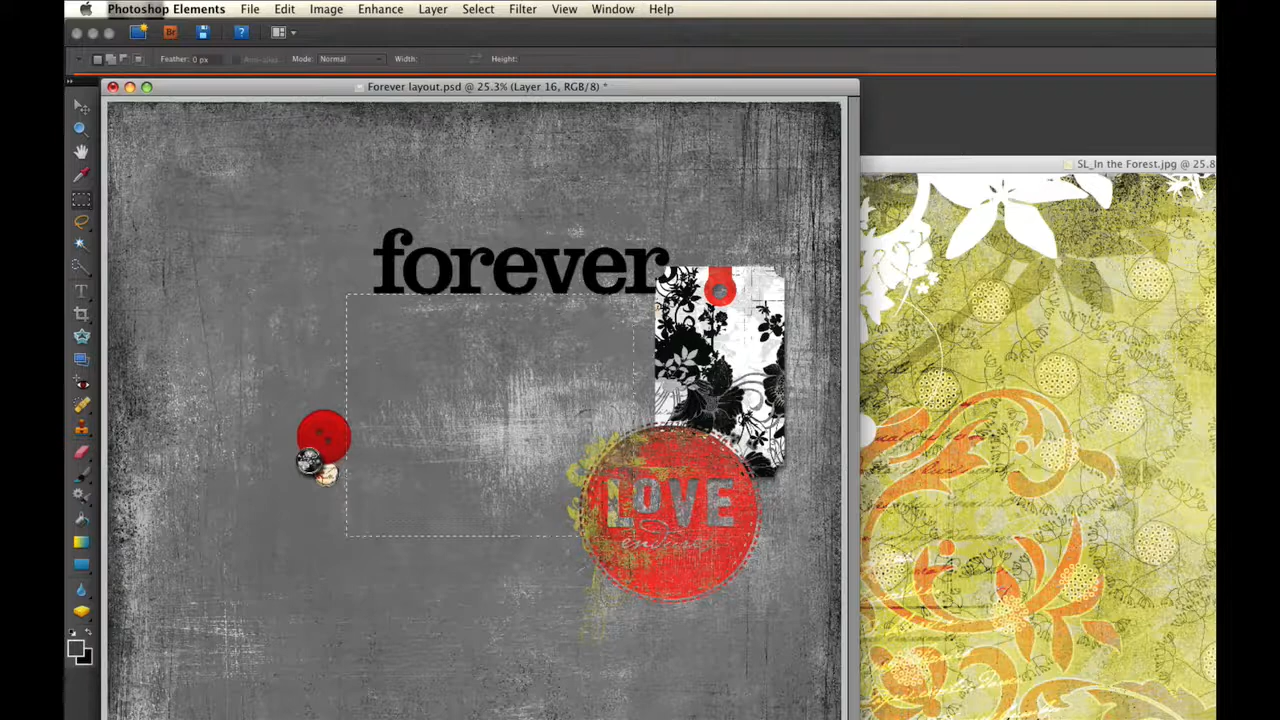 Photoshop Elements File Edit Image Enhance Layer Select Filter View Window Help
Br ?
Feather: 0 px Anti-alias Mode: Normal Width: Height:
Forever layout.psd @ 25.3% (Layer 16, RGB/8) *
SL_In the Forest.jpg @ 25.8
forever
LOVE
endures